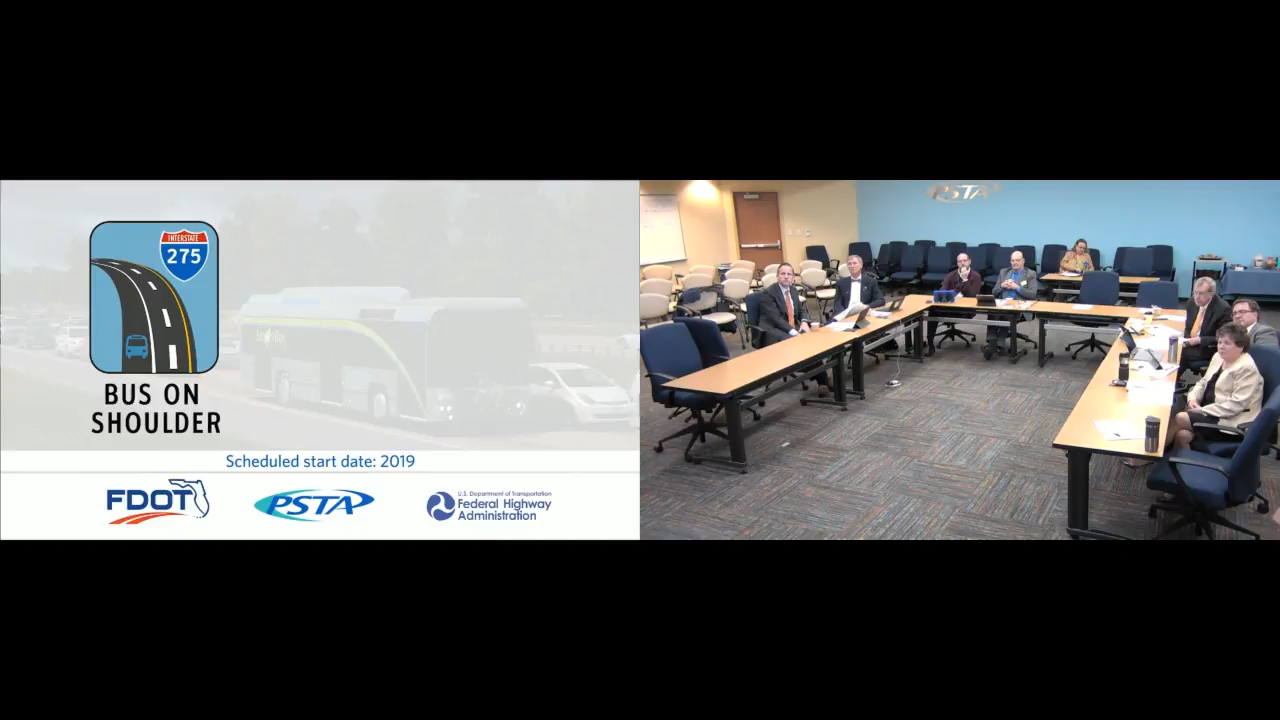 INTERSTATE
275
BUS ON
SHOULDER
Scheduled start date: 2019
FDOT
PSTA
U.S. Department of Transportation
Federal Highway
Administration
PSTA